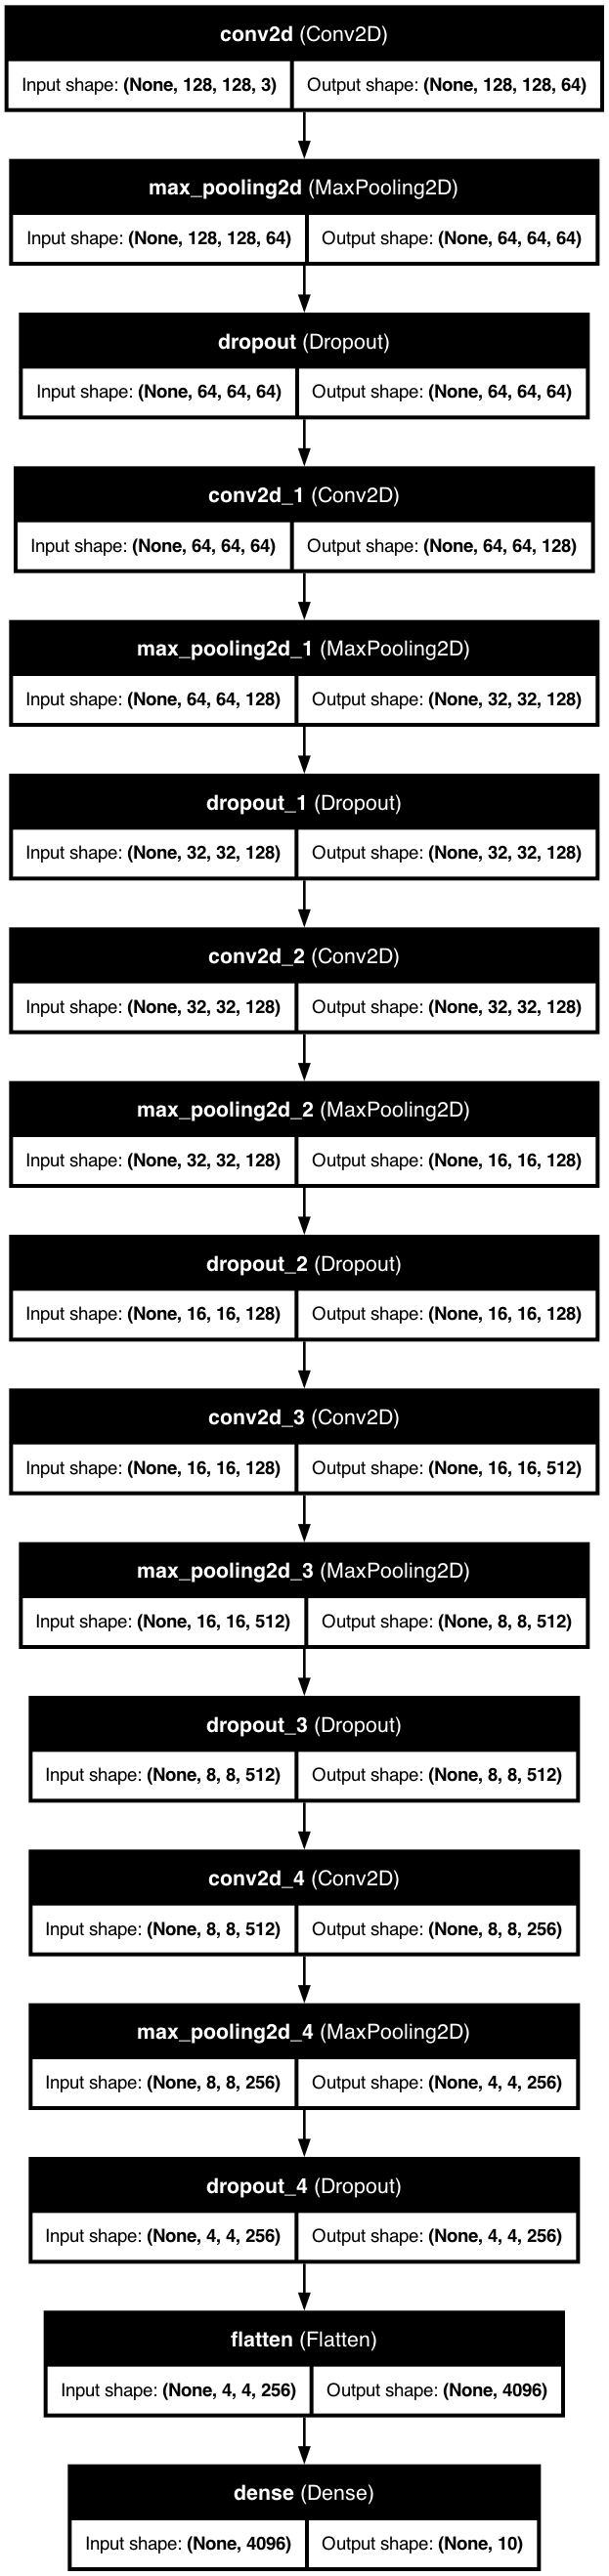 conv2d (Conv2D)
Input shape: (None, 128, 128, 3) Output shape: (None, 128, 128, 64)
max_pooling2d (MaxPooling2D)
Input shape: (None, 128, 128, 64) Output shape: (None, 64, 64, 64)
dropout (Dropout)
Input shape: (None, 64, 64, 64) Output shape: (None, 64, 64, 64)
conv2d_1 (Conv2D)
Input shape: (None, 64, 64, 64) Output shape: (None, 64, 64, 128)
max_pooling2d_1 (MaxPooling2D)
Input shape: (None, 64, 64, 128) Output shape: (None, 32, 32, 128)
dropout_1 (Dropout)
Input shape: (None, 32, 32, 128) Output shape: (None, 32, 32, 128)
conv2d_2 (Conv2D)
Input shape: (None, 32, 32, 128) Output shape: (None, 32, 32, 128)
max_pooling2d_2 (MaxPooling2D)
Input shape: (None, 32, 32, 128) Output shape: (None, 16, 16, 128)
dropout_2 (Dropout)
Input shape: (None, 16, 16, 128) Output shape: (None, 16, 16, 128)
conv2d_3 (Conv2D)
Input shape: (None, 16, 16, 128) Output shape: (None, 16, 16, 512)
max_pooling2d_3 (MaxPooling2D)
Input shape: (None, 16, 16, 512) Output shape: (None, 8, 8, 512)
dropout_3 (Dropout)
Input shape: (None, 8, 8, 512) Output shape: (None, 8, 8, 512)
conv2d_4 (Conv2D)
Input shape: (None, 8, 8, 512) Output shape: (None, 8, 8, 256)
max_pooling2d_4 (MaxPooling2D)
Input shape: (None, 8, 8, 256) Output shape: (None, 4, 4, 256)
dropout_4 (Dropout)
Input shape: (None, 4, 4, 256) Output shape: (None, 4, 4, 256)
flatten (Flatten)
Input shape: (None, 4, 4, 256) Output shape: (None, 4096)
dense (Dense)
Input shape: (None, 4096) Output shape: (None, 10)